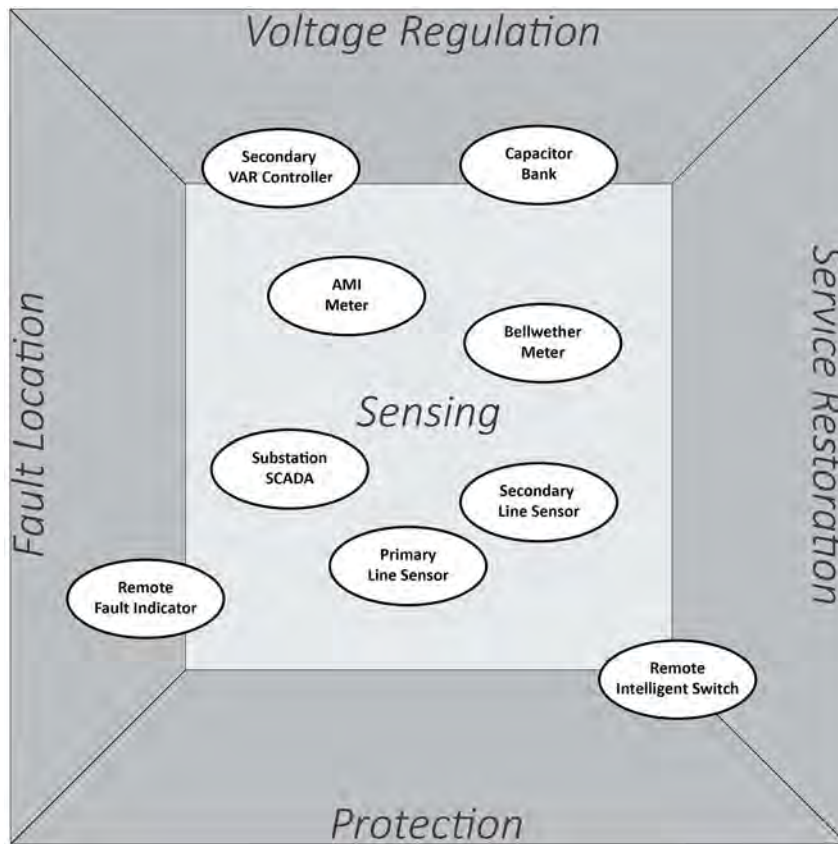 Voltage Regulation
Secondary
VAR Controller
Capacitor
Bank
AMI
Meter
Bellwether
Meter
Fault Location
Sensing
Service Restoration
Substation
SCADA
Secondary
Line Sensor
Primary
Line Sensor
Remote
Fault Indicator
Remote
Intelligent Switch
Protection